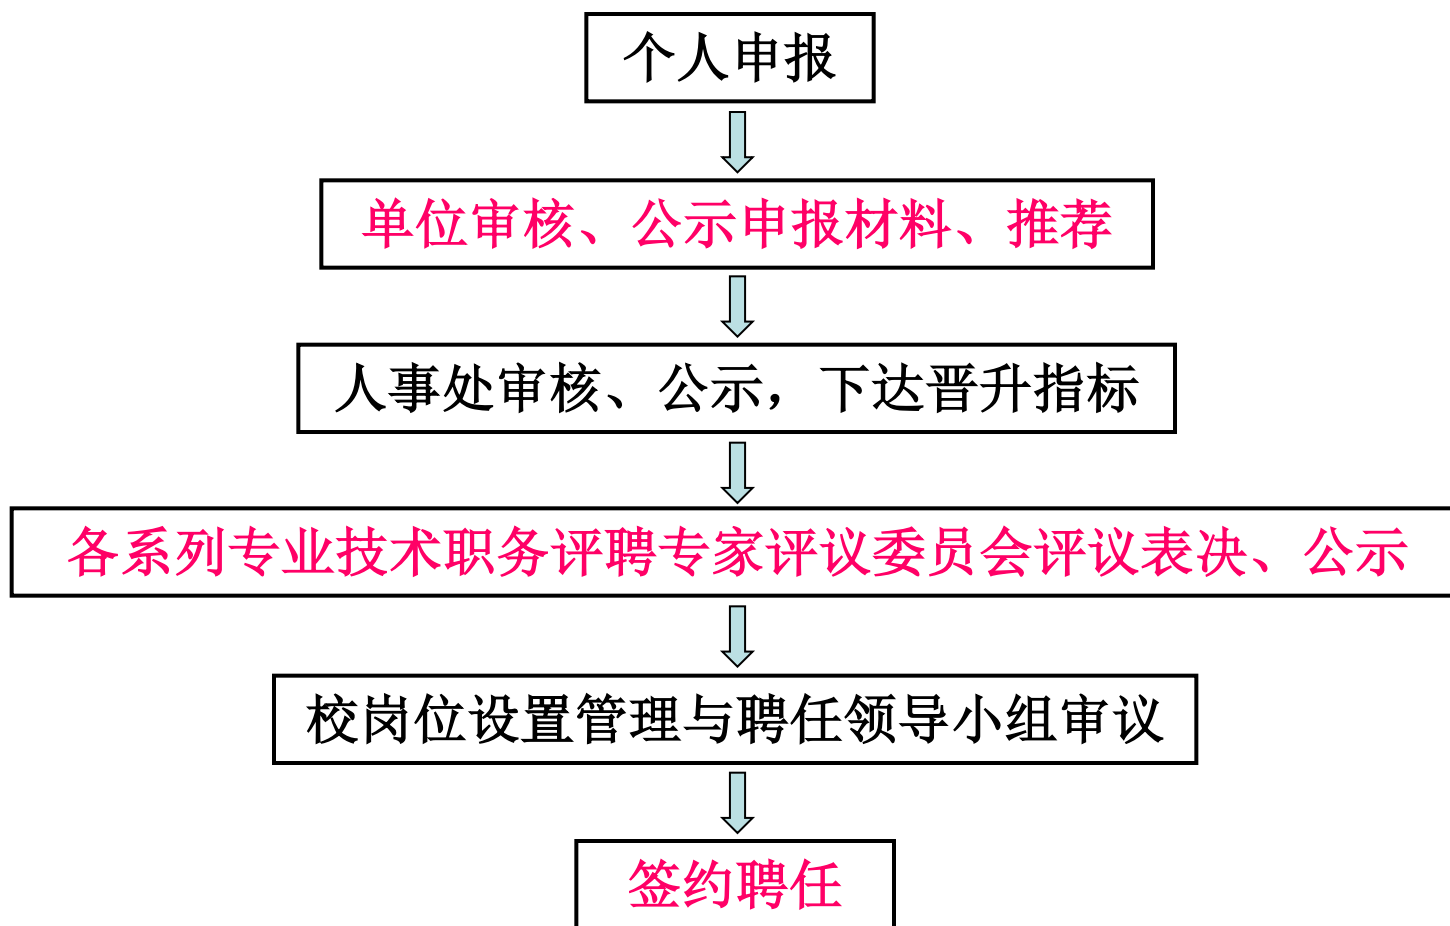 个人申报
单位审核、公示申报材料、推荐
人事处审核、公示，下达晋升指标
各系列专业技术职务评聘专家评议委员会评议表决、公示
校岗位设置管理与聘任领导小组审议
签约聘任